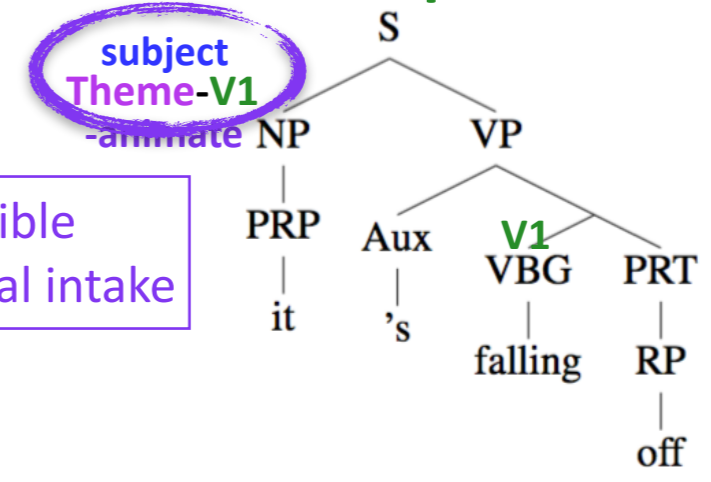 S
subject
Theme-V1
-animate NP VP
ible
PRP Aux V1
VBG PRT
al intake
it 's
falling RP
off